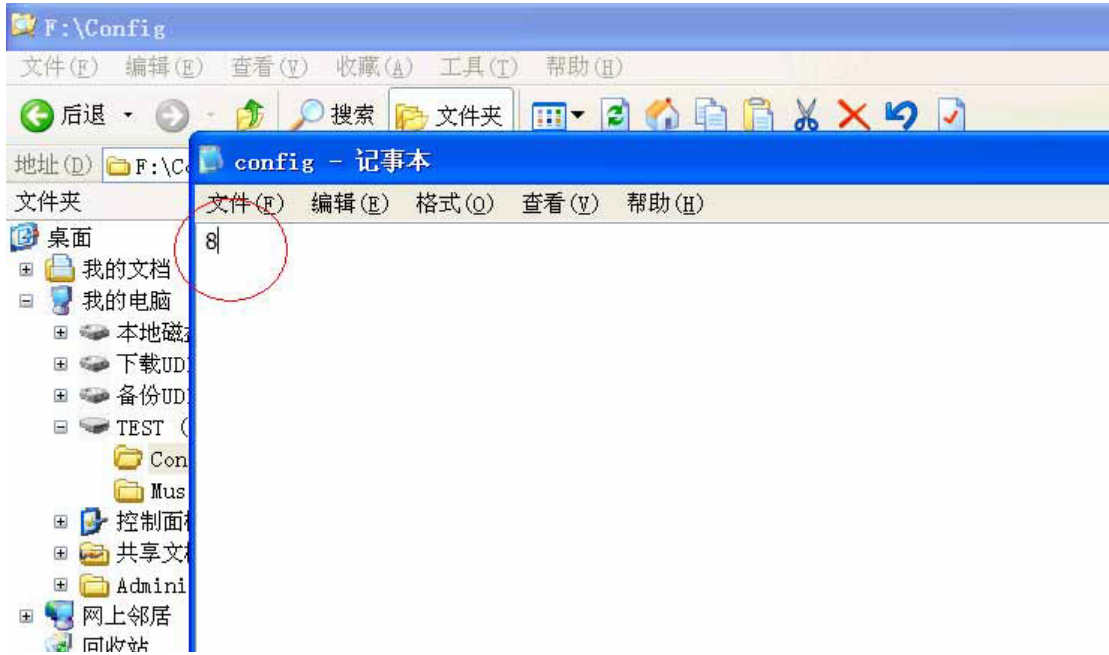 F:\Config
文件(F) 编辑(E) 查看(V) 收藏(A) 工具(T) 帮助(H)
后退 搜索 文件夹
地址(D) F:\Co
config - 记事本
文件夹
文件(F) 编辑(E) 格式(O) 查看(V) 帮助(H)
桌面
8
我的文档
我的电脑
本地磁
下载UD
备份UD
TEST (
Con
Mus
控制面
共享文
Admini
网上邻居
回收站